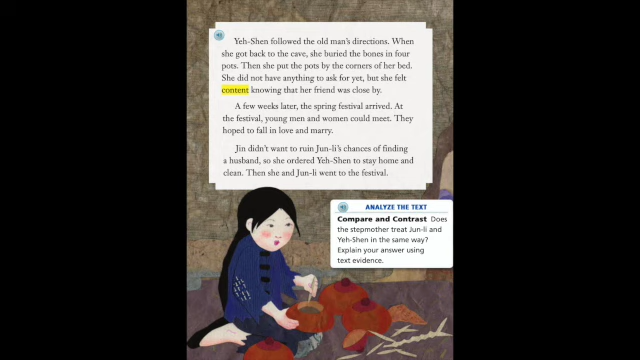 Yeh-Shen followed the old man's directions. When
she got back to the cave, she buried the bones in four
pots. Then she put the pots by the corners of her bed.
She did not have anything to ask for yet, but she felt
content knowing that her friend was close by.
A few weeks later, the spring festival arrived. At
the festival, young men and women could meet. They
hoped to fall in love and marry.
Jin didn't want to ruin Jun-li's chances of finding
a husband, so she ordered Yeh-Shen to stay home and
clean. Then she and Jun-li went to the festival.
ANALYZE THE TEXT
Compare and Contrast Does
the stepmother treat Jun-li and
Yeh-Shen in the same way?
Explain your answer using
text evidence.